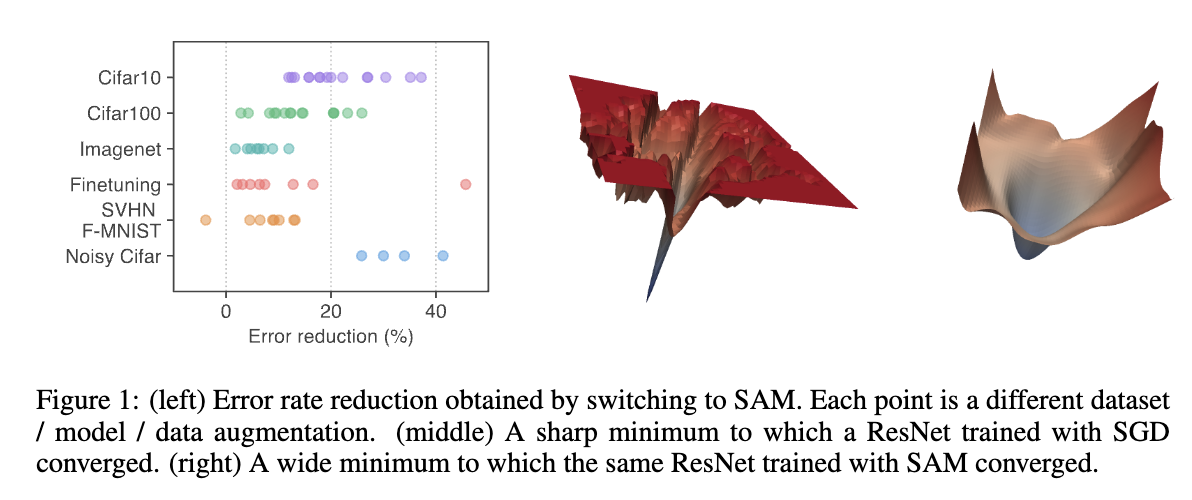 Cifar10
Cifar100
Imagenet
Finetuning
SVHN
F-MNIST
Noisy Cifar
0 20 40
Error reduction (%)
Figure 1: (left) Error rate reduction obtained by switching to SAM. Each point is a different dataset
/ model / data augmentation. (middle) A sharp minimum to which a ResNet trained with SGD
converged. (right) A wide minimum to which the same ResNet trained with SAM converged.